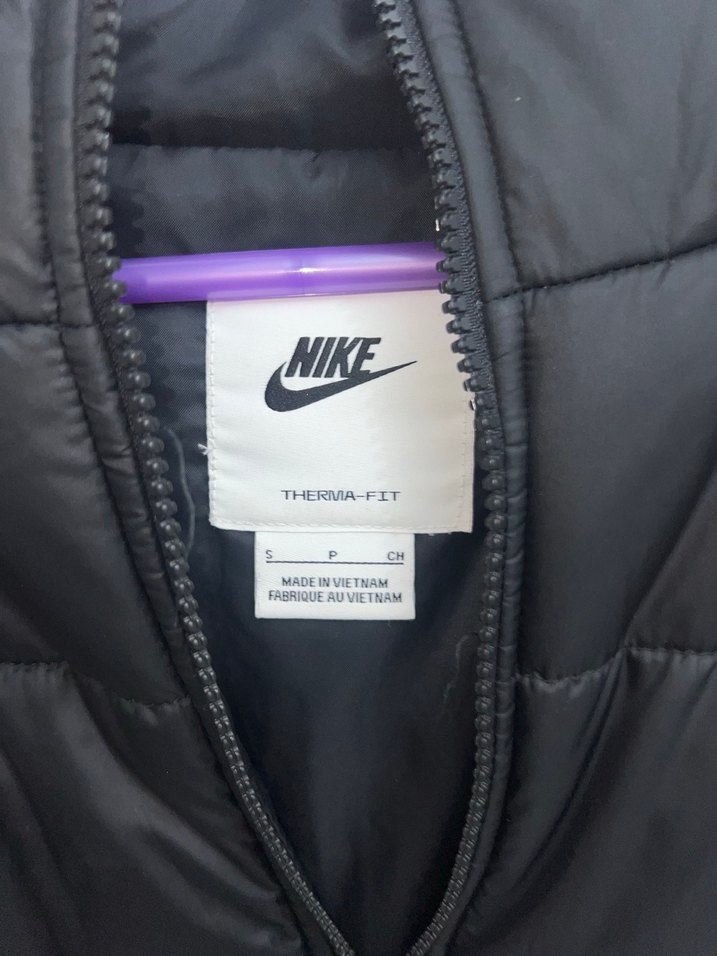 NIKE
THERMA-FIT
S P CH
MADE IN VIETNAM
FABRIQUE AU VIETNAM